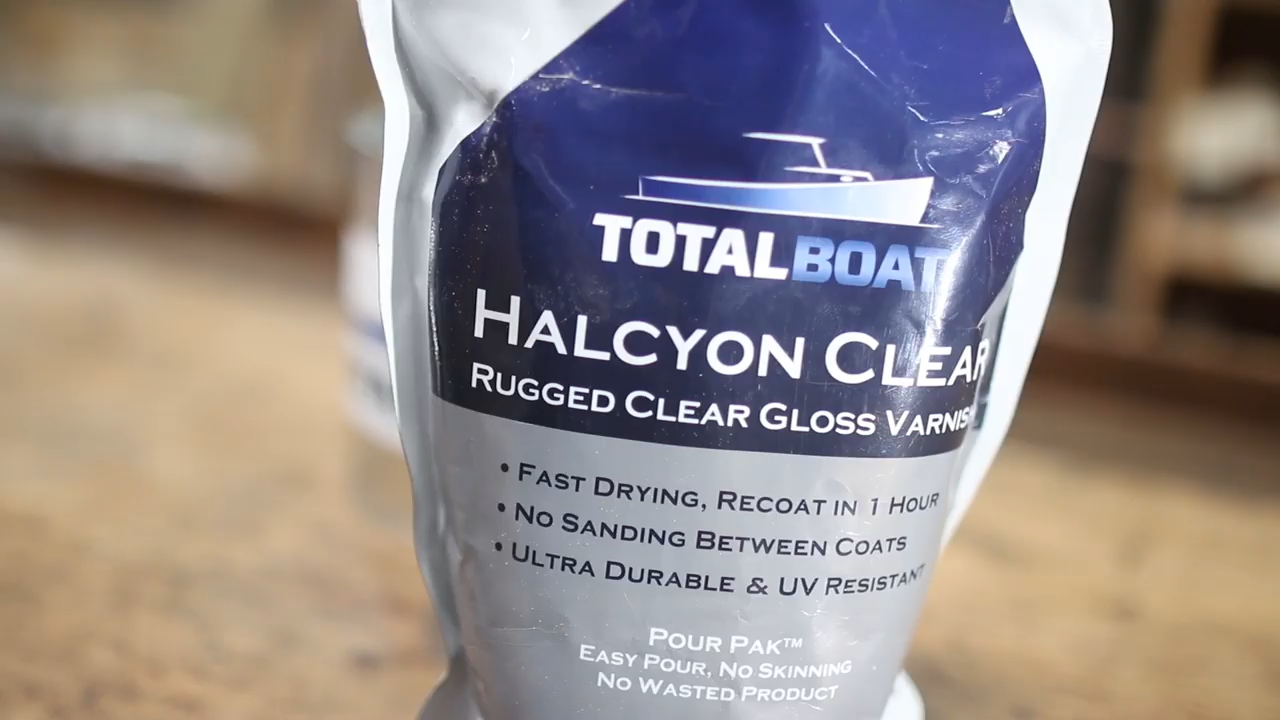 TOTALBOAT
HALCYON CLEAR
RUGGED CLEAR GLOSS VARNIS
• FAST DRYING, RECOAT IN 1 HOUR
• NO SANDING BETWEEN COATS
• ULTRA DURABLE & UV RESISTANT
POUR PAK™
EASY POUR, NO SKINNING
NO WASTED PRODUCT